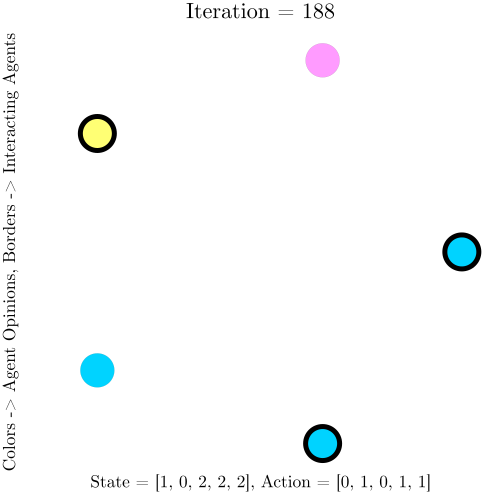 Iteration = 188
Colors -> Agent Opinions, Borders -> Interacting Agents
State = [1, 0, 2, 2, 2], Action = [0, 1, 0, 1, 1]